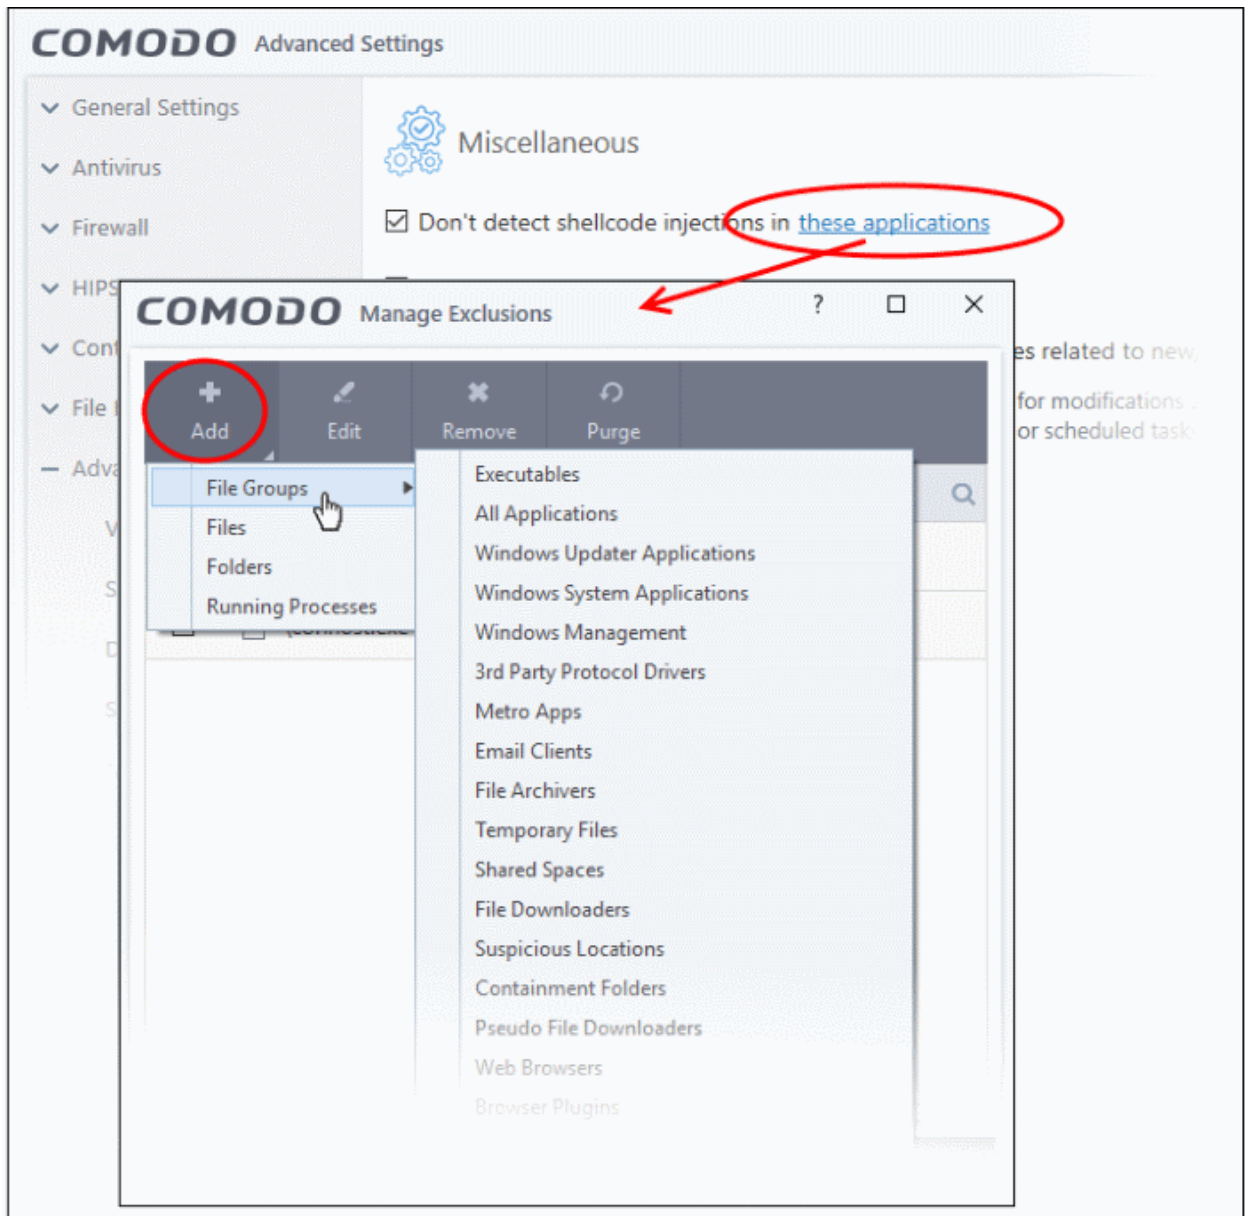 COMODO Advanced Settings
General Settings
Antivirus
Firewall
HIPS
Miscellaneous
Don't detect shellcode injections in these applications
COMODO Manage Exclusions ?
Add Edit Remove Purge
File Groups
Files
Folders
Running Processes
Executables
All Applications
Windows Updater Applications
Windows System Applications
Windows Management
3rd Party Protocol Drivers
Metro Apps
Email Clients
File Archivers
Temporary Files
Shared Spaces
File Downloaders
Suspicious Locations
Containment Folders
Pseudo File Downloaders
Web Browsers
Browser Plugins
related to new,
for modifications
or scheduled task
File